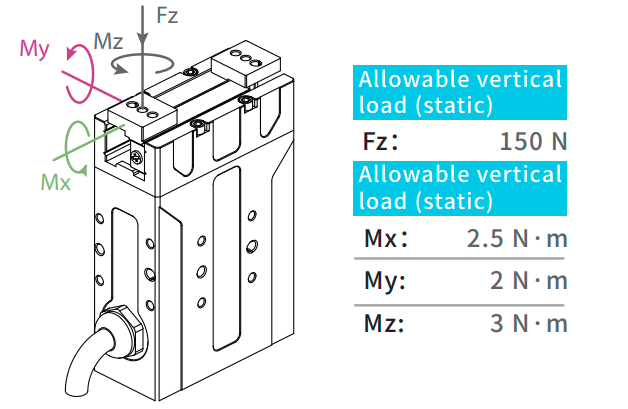 Fz
Mz
My
Mx
Allowable vertical
load (static)
Fz: 150 N
Allowable vertical
load (static)
Mx: 2.5 N·m
My: 2 N·m
Mz: 3 N·m